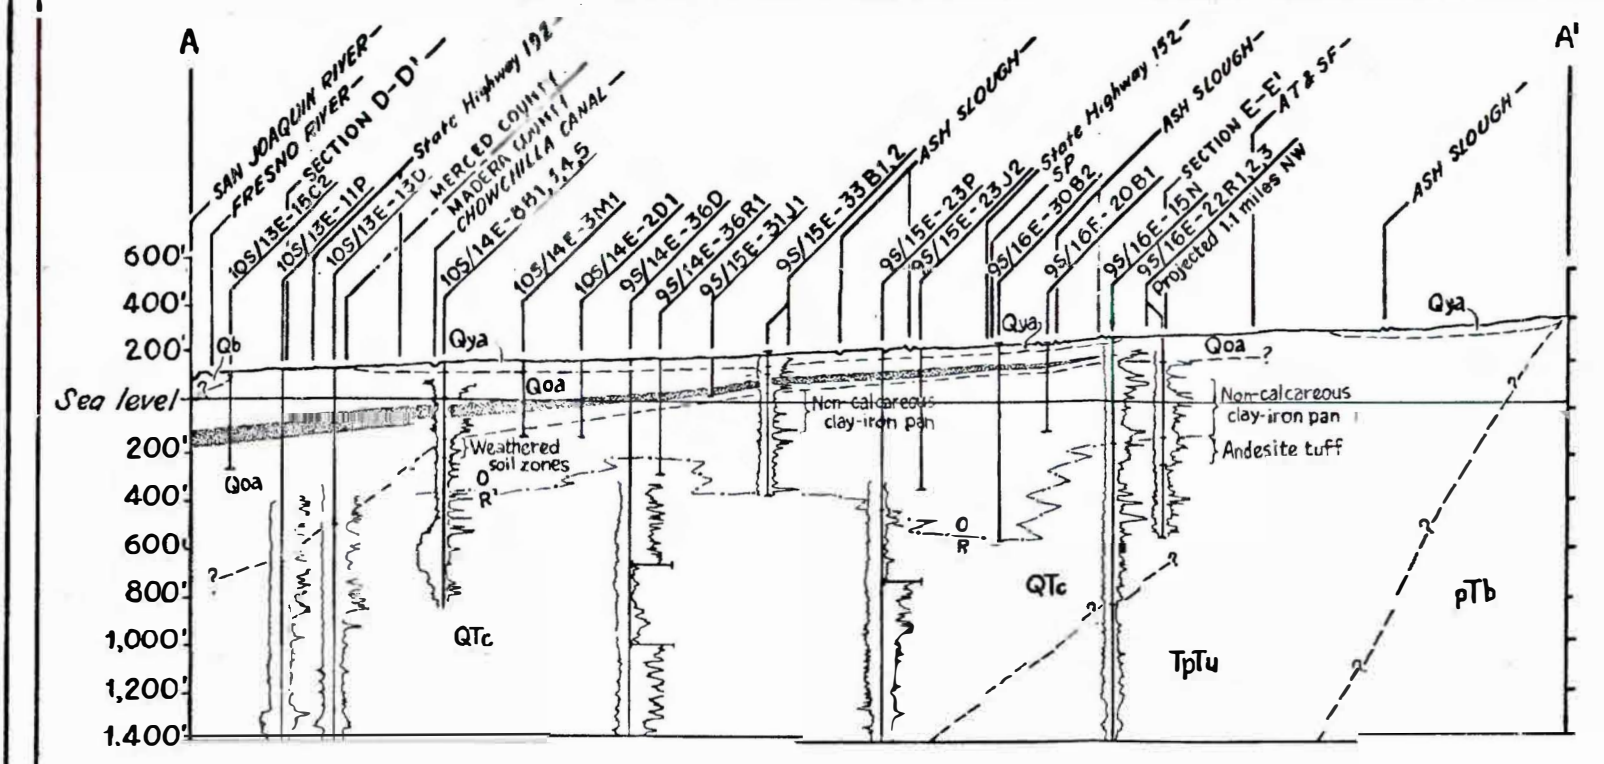 A
A'
SAN JOAQUIN RIVER
FRESNO RIVER
SECTION D-D'
10S/13E-15C2
10S/13E-11P
State Highway 152
10S/13E-13D
MERCED COUNTY
MADERA COUNTY
CHOWCHILLA CANAL
10S/14E-8B1,3,4,5
10S/14E-3M1
10S/14E-2D1
9S/14E-36D
9S/14E-36R1
9S/15E-31J1
9S/15E-33B1,2
ASH SLOUGH
9S/15E-23P
9S/15E-23J2
State Highway 152
SP
9S/16E-30B2
ASH SLOUGH
9S/16E-20B1
SECTION E-E'
AT & SF
9S/16E-15N
9S/16E-22R1,2,3
Projected 1.1 miles NW
ASH SLOUGH
600'
400'
200'
Sea level
200'
400'
600'
800'
1,000'
1,200'
1.400'
Qb
?
Qya
Qya
Qya
Qoa
Qoa
Qoa
?
Non-calcareous
clay-iron pan
Non-calcareous
clay-iron pan
Andesite tuff
Weathered
soil zones
O
R
O
R
?
?
?
?
?
?
QTc
QTc
TpTu
pTb